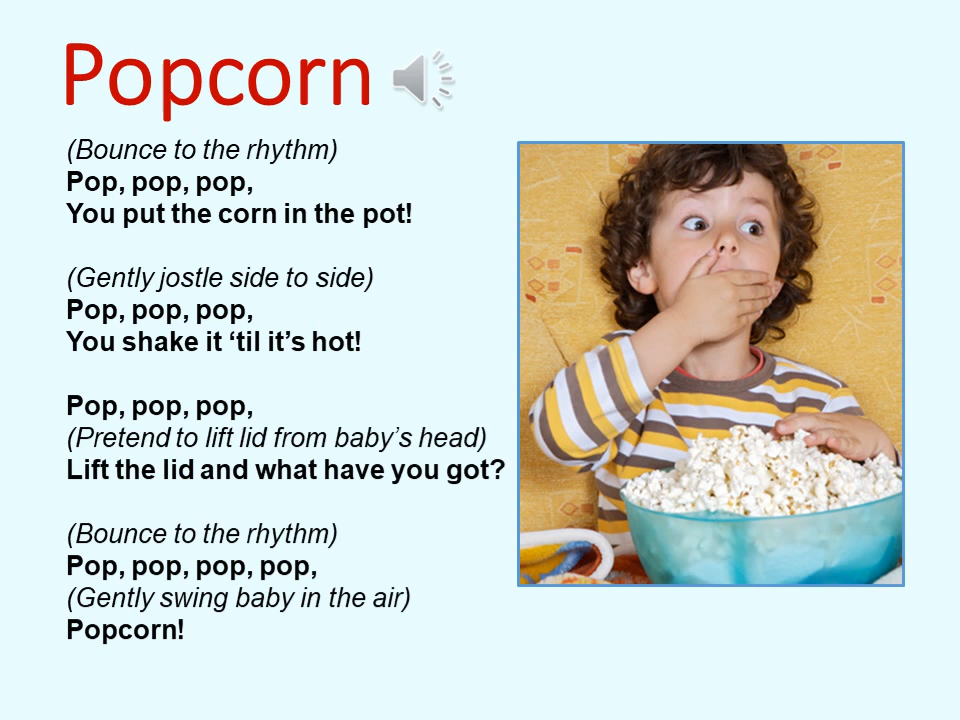 Popcorn
(Bounce to the rhythm)
Pop, pop, pop,
You put the corn in the pot!
(Gently jostle side to side)
Pop, pop, pop,
You shake it ‘til it’s hot!
Pop, pop, pop,
(Pretend to lift lid from baby’s head)
Lift the lid and what have you got?
(Bounce to the rhythm)
Pop, pop, pop, pop,
(Gently swing baby in the air)
Popcorn!